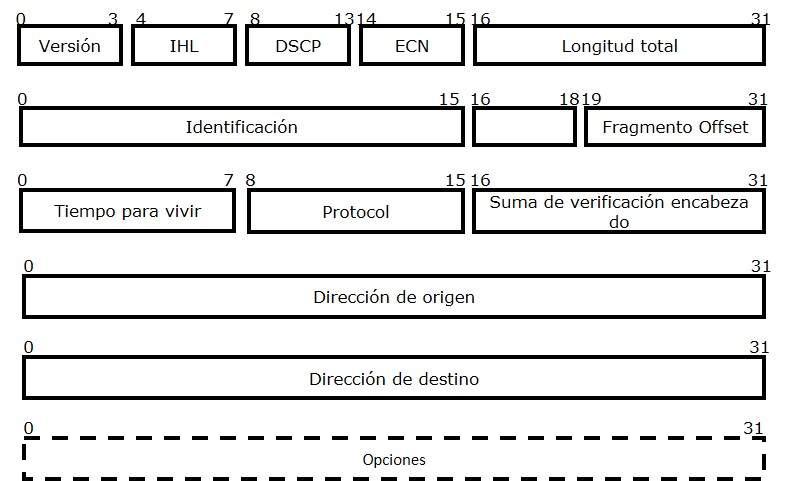 0 3 4 7 8 13 14 15 16 31
Versión IHL DSCP ECN Longitud total
0 15 16 18 19 31
Identificación Fragmento Offset
0 7 8 15 16 31
Tiempo para vivir Protocol Suma de verificación encabeza
do
0 31
Dirección de origen
0 31
Dirección de destino
0 31
Opciones